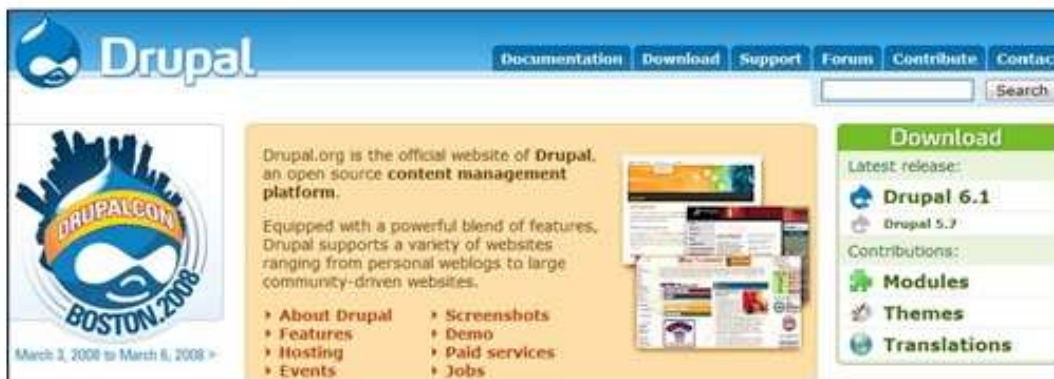 Drupal
Documentation Download Support Forum Contribute Contac
Search
DRUPALCON
BOSTON.2008
March 3, 2008 to March 6, 2008 >
Drupal.org is the official website of Drupal,
an open source content management
platform.
Equipped with a powerful blend of features,
Drupal supports a variety of websites
ranging from personal weblogs to large
community-driven websites.
About Drupal
Features
Hosting
Events
Screenshots
Demo
Paid services
Jobs
Download
Latest release:
Drupal 6.1
Drupal 5.7
Contributions:
Modules
Themes
Translations